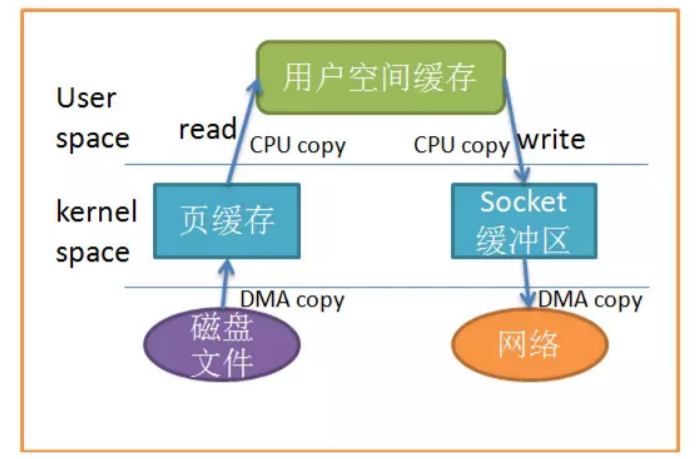 用户空间缓存
User
space
read
CPU copy
CPU copy
write
kernel
space
页缓存
Socket
缓冲区
DMA copy
DMA copy
磁盘
文件
网络